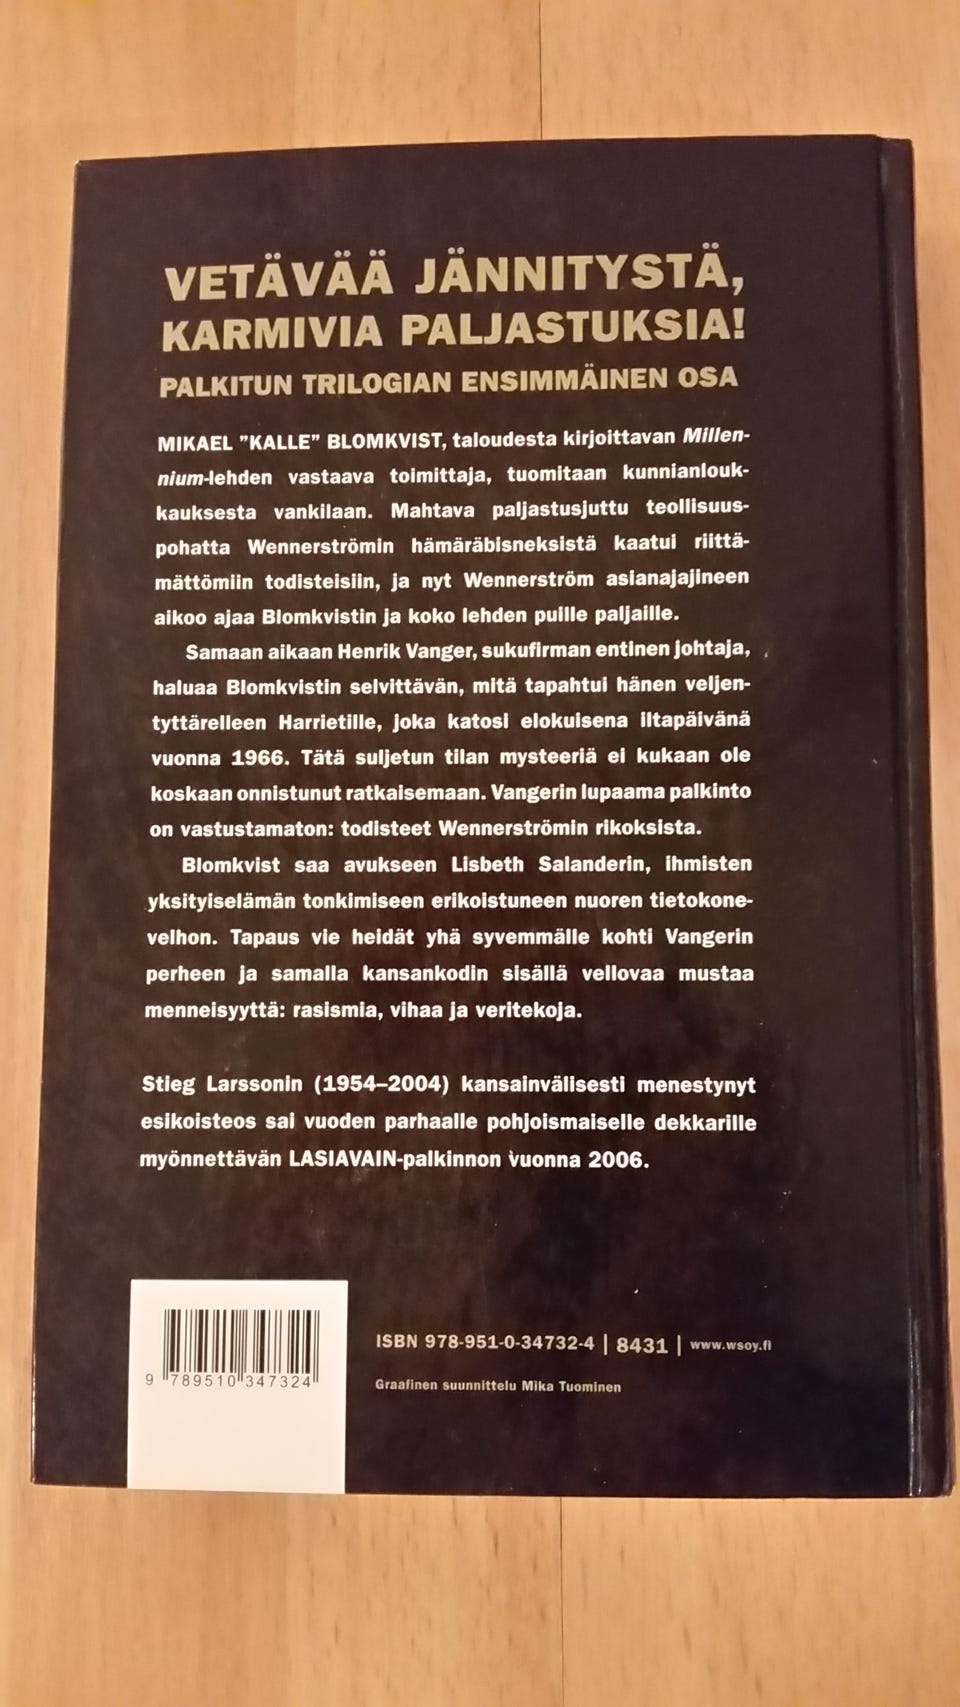 VETÄVÄÄ JÄNNITYSTÄ,
KARMIVIA PALJASTUKSIA!
PALKITUN TRILOGIAN ENSIMMÄINEN OSA
MIKAEL ”KALLE” BLOMKVIST, taloudesta kirjoittavan Millen-
nium-lehden vastaava toimittaja, tuomitaan kunnianlouk-
kauksesta vankilaan. Mahtava paljastusjuttu teollisuus-
pohatta Wennerströmin hämäräbisneksistä kaatui riittä-
mättömiin todisteisiin, ja nyt Wennerström asianajajineen
aikoo ajaa Blomkvistin ja koko lehden puille paljaille.
Samaan aikaan Henrik Vanger, sukufirman entinen johtaja,
haluaa Blomkvistin selvittävän, mitä tapahtui hänen veljen-
tyttärelleen Harrietille, joka katosi elokuisena iltapäivänä
vuonna 1966. Tätä suljetun tilan mysteeriä ei kukaan ole
koskaan onnistunut ratkaisemaan. Vangerin lupaama palkinto
on vastustamaton: todisteet Wennerströmin rikoksista.
Blomkvist saa avukseen Lisbeth Salanderin, ihmisten
yksityiselämän tonkimiseen erikoistuneen nuoren tietokone-
velhon. Tapaus vie heidät yhä syvemmälle kohti Vangerin
perheen ja samalla kansankodin sisällä vellovaa mustaa
menneisyyttä: rasismia, vihaa ja veritekoja.
Stieg Larssonin (1954–2004) kansainvälisesti menestynyt
esikoisteos sai vuoden parhaalle pohjoismaiselle dekkarille
myönnettävän LASIAVAIN-palkinnon vuonna 2006.
ISBN 978-951-0-34732-4 | 8431 | www.wsoy.fi
Graafinen suunnittelu Mika Tuominen
9 789510 347324